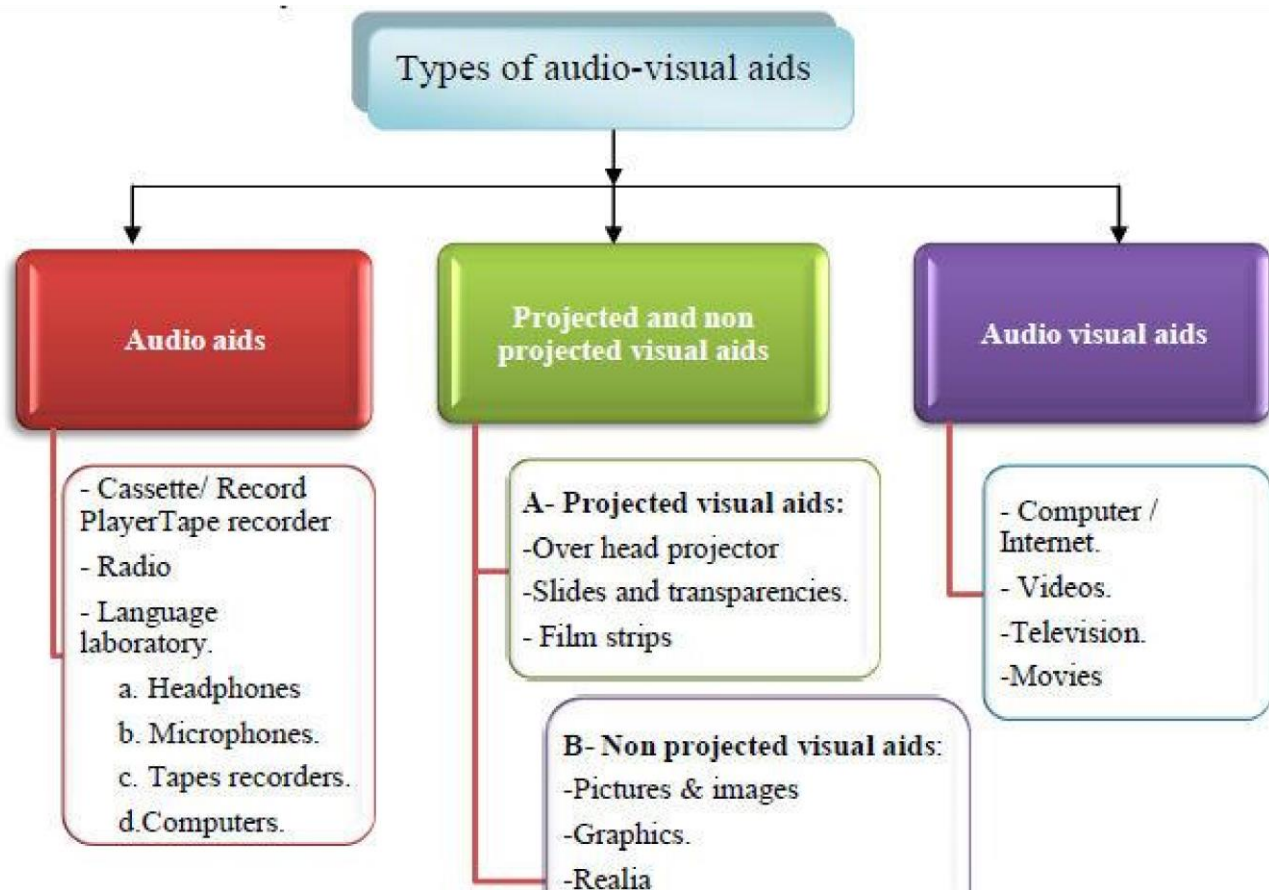 Types of audio-visual aids
Audio aids
- Cassette/ Record
PlayerTape recorder
- Radio
- Language
laboratory.
a. Headphones
b. Microphones.
c. Tapes recorders.
d.Computers.
Projected and non
projected visual aids
A- Projected visual aids:
-Over head projector
-Slides and transparencies.
- Film strips
B- Non projected visual aids:
-Pictures & images
-Graphics.
-Realia
Audio visual aids
- Computer /
Internet.
- Videos.
-Television.
-Movies